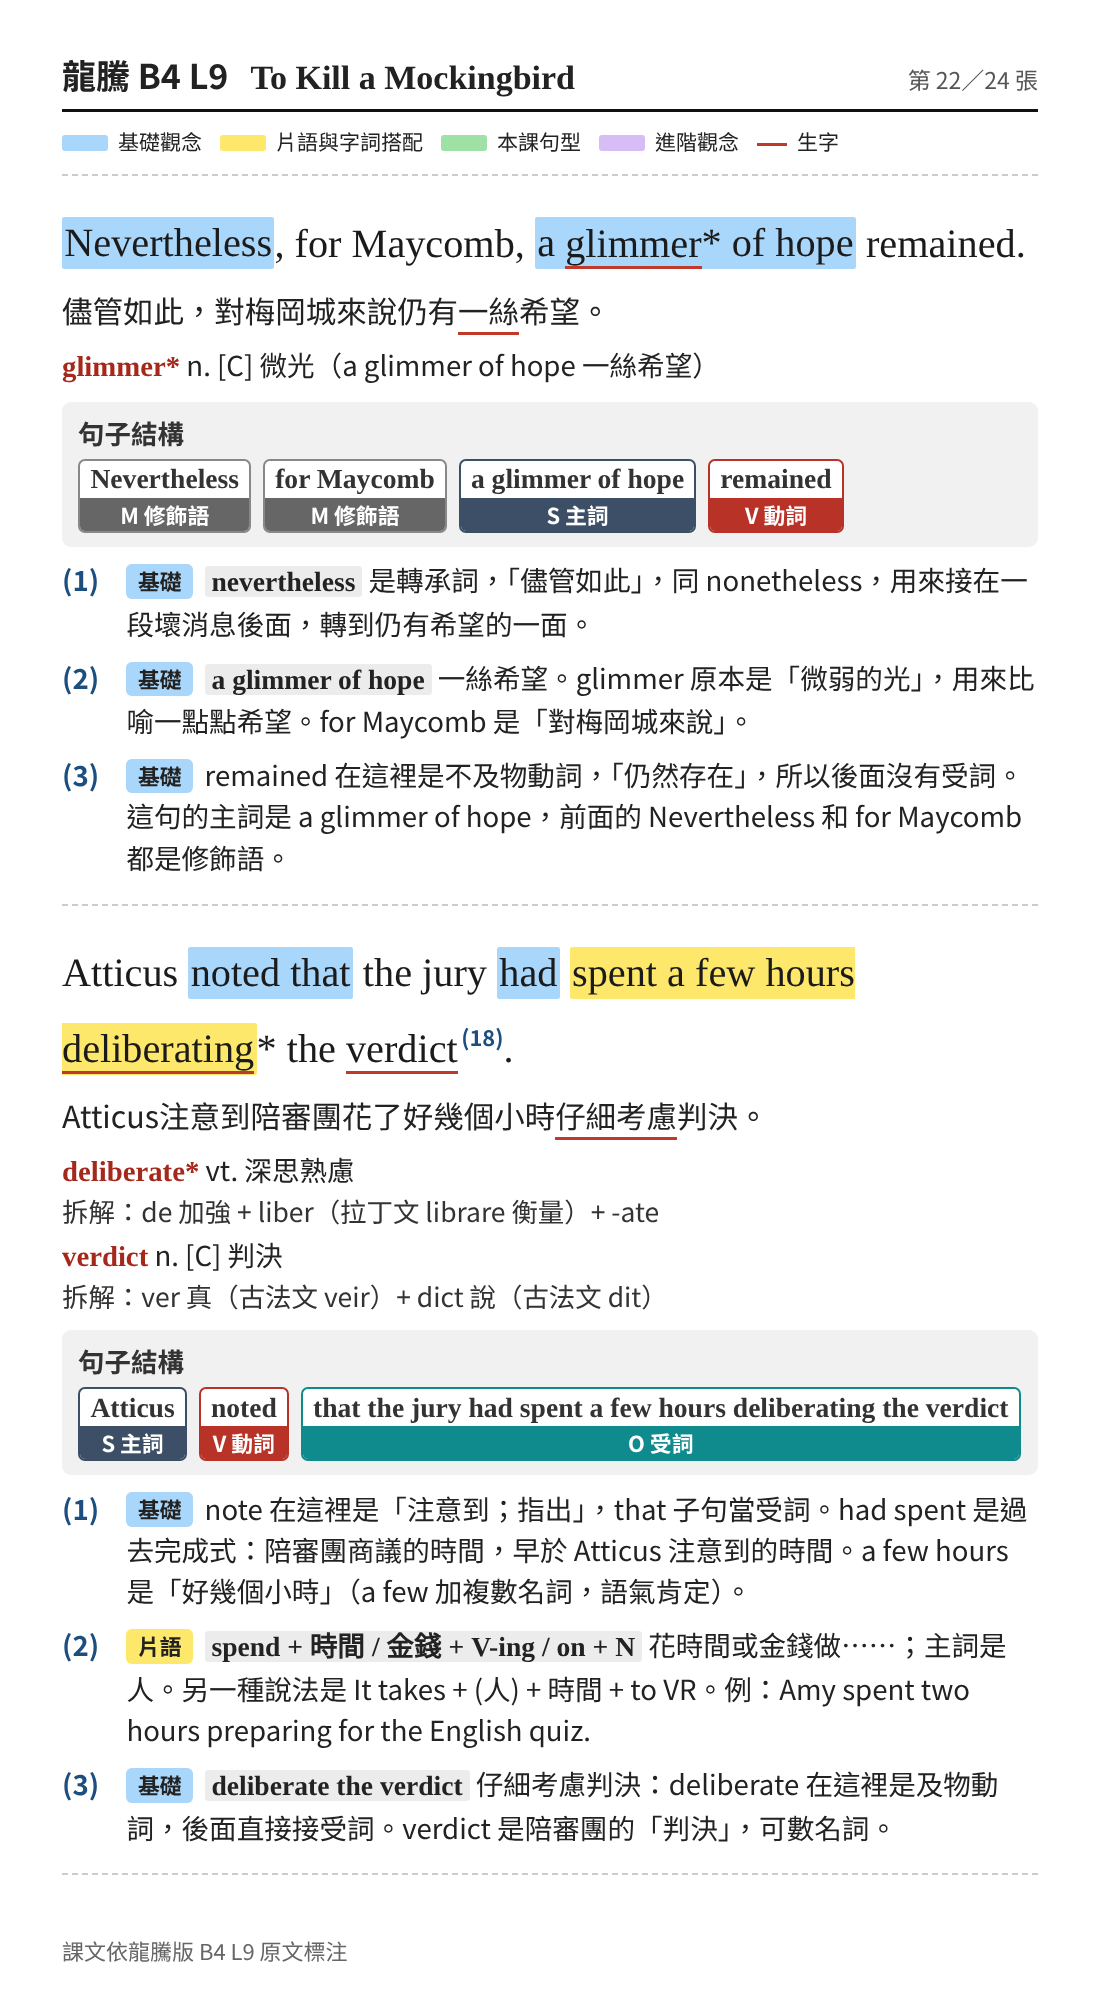 龍騰 B4 L9 To Kill a Mockingbird 第 22／24 張
基礎觀念 片語與字詞搭配 本課句型 進階觀念 生字
Nevertheless, for Maycomb, a glimmer* of hope remained.
儘管如此，對梅岡城來說仍有一絲希望。
glimmer* n. [C] 微光（a glimmer of hope 一絲希望）
句子結構
Nevertheless for Maycomb a glimmer of hope remained
M 修飾語 M 修飾語 S 主詞 V 動詞
(1) 基礎 nevertheless 是轉承詞，「儘管如此」，同 nonetheless，用來接在一
段壞消息後面，轉到仍有希望的一面。
(2) 基礎 a glimmer of hope 一絲希望。glimmer 原本是「微弱的光」，用來比
喻一點點希望。for Maycomb 是「對梅岡城來說」。
(3) 基礎 remained 在這裡是不及物動詞，「仍然存在」，所以後面沒有受詞。
這句的主詞是 a glimmer of hope，前面的 Nevertheless 和 for Maycomb
都是修飾語。
Atticus noted that the jury had spent a few hours
deliberating* the verdict(18).
Atticus注意到陪審團花了好幾個小時仔細考慮判決。
deliberate* vt. 深思熟慮
拆解：de 加強 + liber（拉丁文 librare 衡量）+ -ate
verdict n. [C] 判決
拆解：ver 真（古法文 veir）+ dict 說（古法文 dit）
句子結構
Atticus noted that the jury had spent a few hours deliberating the verdict
S 主詞 V 動詞 O 受詞
(1) 基礎 note 在這裡是「注意到；指出」，that 子句當受詞。had spent 是過
去完成式：陪審團商議的時間，早於 Atticus 注意到的時間。a few hours
是「好幾個小時」（a few 加複數名詞，語氣肯定）。
(2) 片語 spend + 時間 / 金錢 + V-ing / on + N 花時間或金錢做⋯⋯；主詞是
人。另一種說法是 It takes + (人) + 時間 + to VR。例：Amy spent two
hours preparing for the English quiz.
(3) 基礎 deliberate the verdict 仔細考慮判決：deliberate 在這裡是及物動
詞，後面直接接受詞。verdict 是陪審團的「判決」，可數名詞。
課文依龍騰版 B4 L9 原文標注